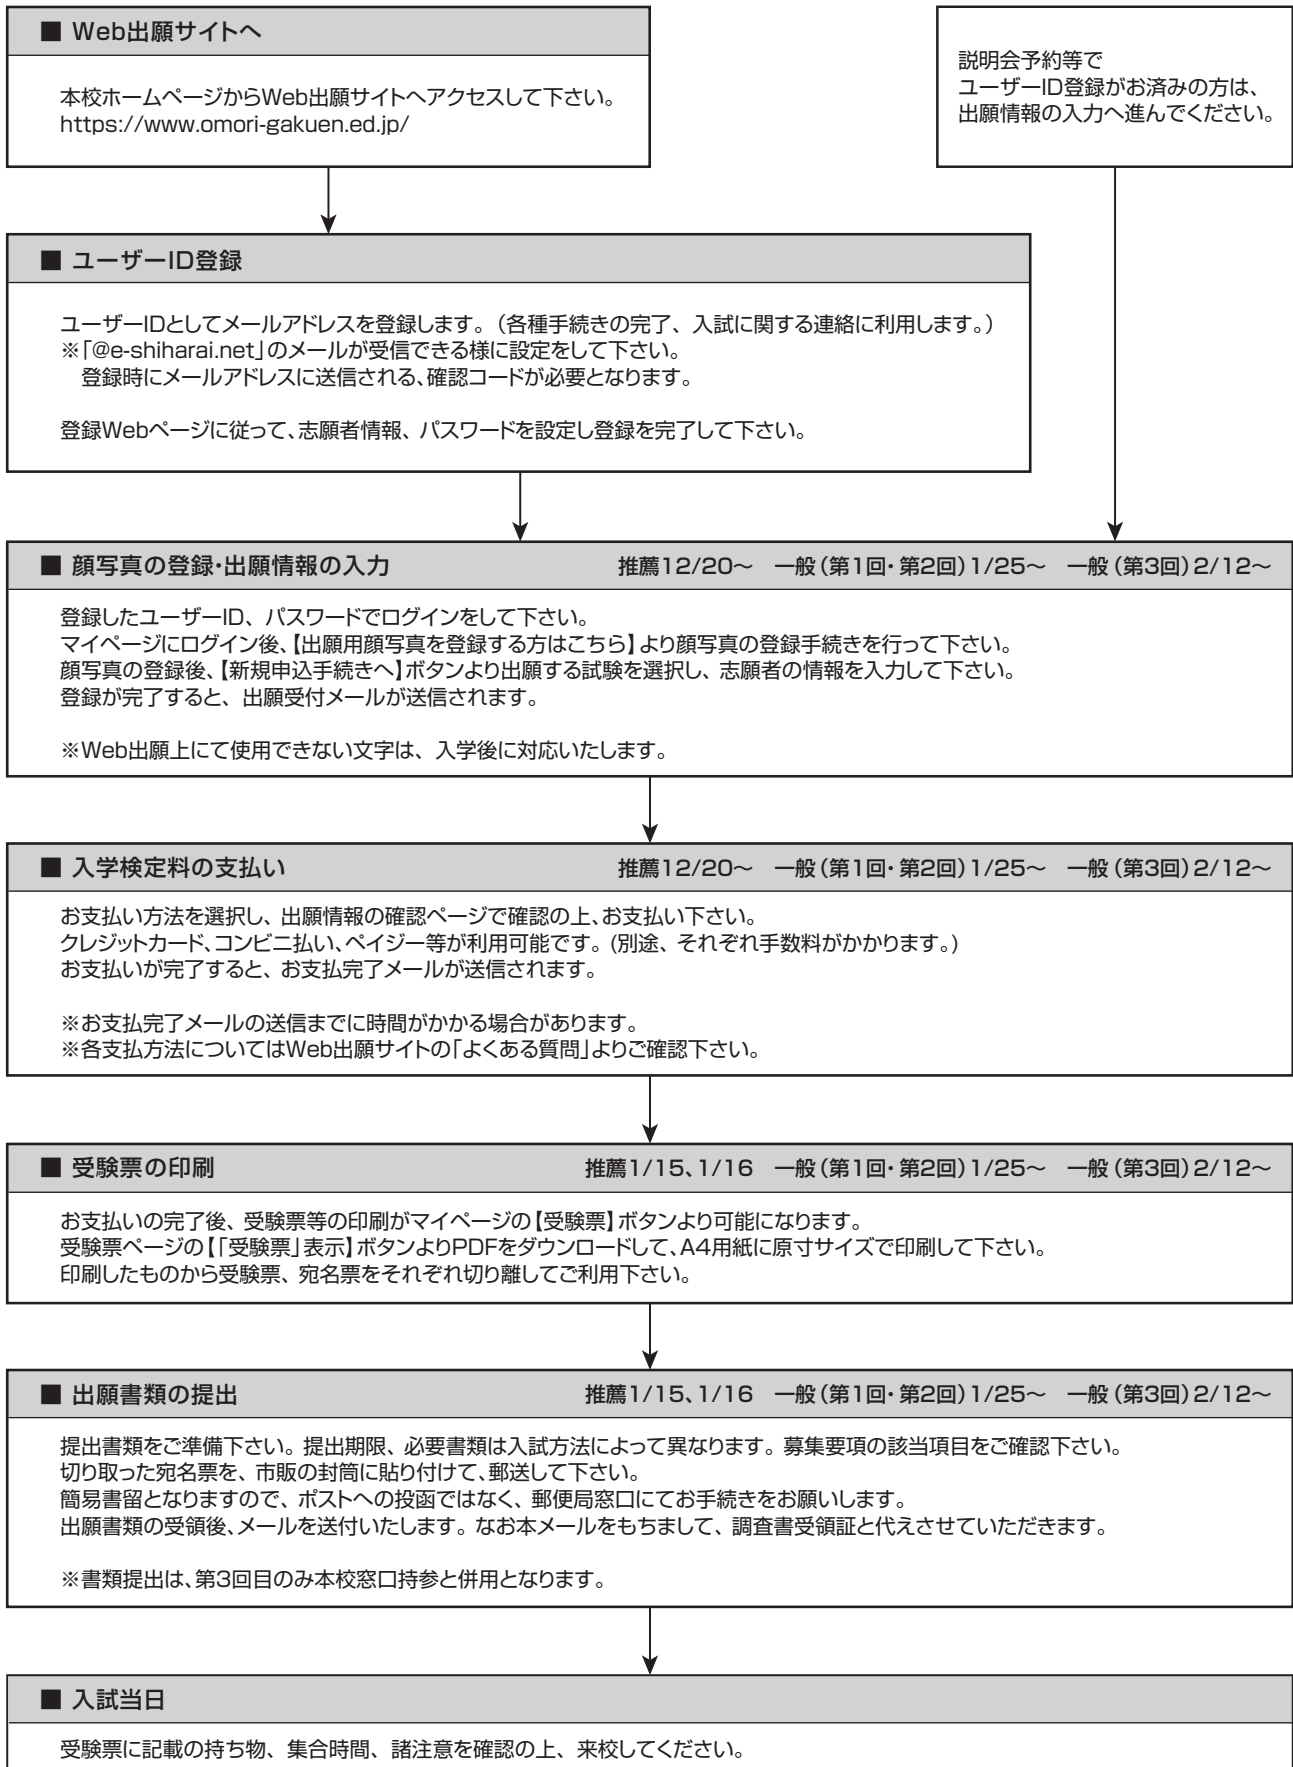 ■ Web出願サイトへ
本校ホームページからWeb出願サイトへアクセスして下さい。
https://www.omori-gakuen.ed.jp/
説明会予約等で
ユーザーID登録がお済みの方は、
出願情報の入力へ進んでください。
■ ユーザーID登録
ユーザーIDとしてメールアドレスを登録します。（各種手続きの完了、入試に関する連絡に利用します。）
※「@e-shiharai.net」のメールが受信できる様に設定をして下さい。
登録時にメールアドレスに送信される、確認コードが必要となります。
登録Webページに従って、志願者情報、パスワードを設定し登録を完了して下さい。
■ 顔写真の登録・出願情報の入力　推薦12/20～　一般（第1回・第2回）1/25～　一般（第3回）2/12～
登録したユーザーID、パスワードでログインをして下さい。
マイページにログイン後、【出願用顔写真を登録する方はこちら】より顔写真の登録手続きを行って下さい。
顔写真の登録後、【新規申込手続きへ】ボタンより出願する試験を選択し、志願者の情報を入力して下さい。
登録が完了すると、出願受付メールが送信されます。
※Web出願上にて使用できない文字は、入学後に対応いたします。
■ 入学検定料の支払い　推薦12/20～　一般（第1回・第2回）1/25～　一般（第3回）2/12～
お支払い方法を選択し、出願情報の確認ページで確認の上、お支払い下さい。
クレジットカード、コンビニ払い、ペイジー等が利用可能です。(別途、それぞれ手数料がかかります。)
お支払いが完了すると、お支払完了メールが送信されます。
※お支払完了メールの送信までに時間がかかる場合があります。
※各支払方法についてはWeb出願サイトの「よくある質問」よりご確認下さい。
■ 受験票の印刷　推薦1/15、1/16　一般（第1回・第2回）1/25～　一般（第3回）2/12～
お支払いの完了後、受験票等の印刷がマイページの【受験票】ボタンより可能になります。
受験票ページの【「受験票」表示】ボタンよりPDFをダウンロードして、A4用紙に原寸サイズで印刷して下さい。
印刷したものから受験票、宛名票をそれぞれ切り離してご利用下さい。
■ 出願書類の提出　推薦1/15、1/16　一般（第1回・第2回）1/25～　一般（第3回）2/12～
提出書類をご準備下さい。提出期限、必要書類は入試方法によって異なります。募集要項の該当項目をご確認下さい。
切り取った宛名票を、市販の封筒に貼り付けて、郵送して下さい。
簡易書留となりますので、ポストへの投函ではなく、郵便局窓口にてお手続きをお願いします。
出願書類の受領後、メールを送付いたします。なお本メールをもちまして、調査書受領証と代えさせていただきます。
※書類提出は、第3回目のみ本校窓口持参と併用となります。
■ 入試当日
受験票に記載の持ち物、集合時間、諸注意を確認の上、来校してください。